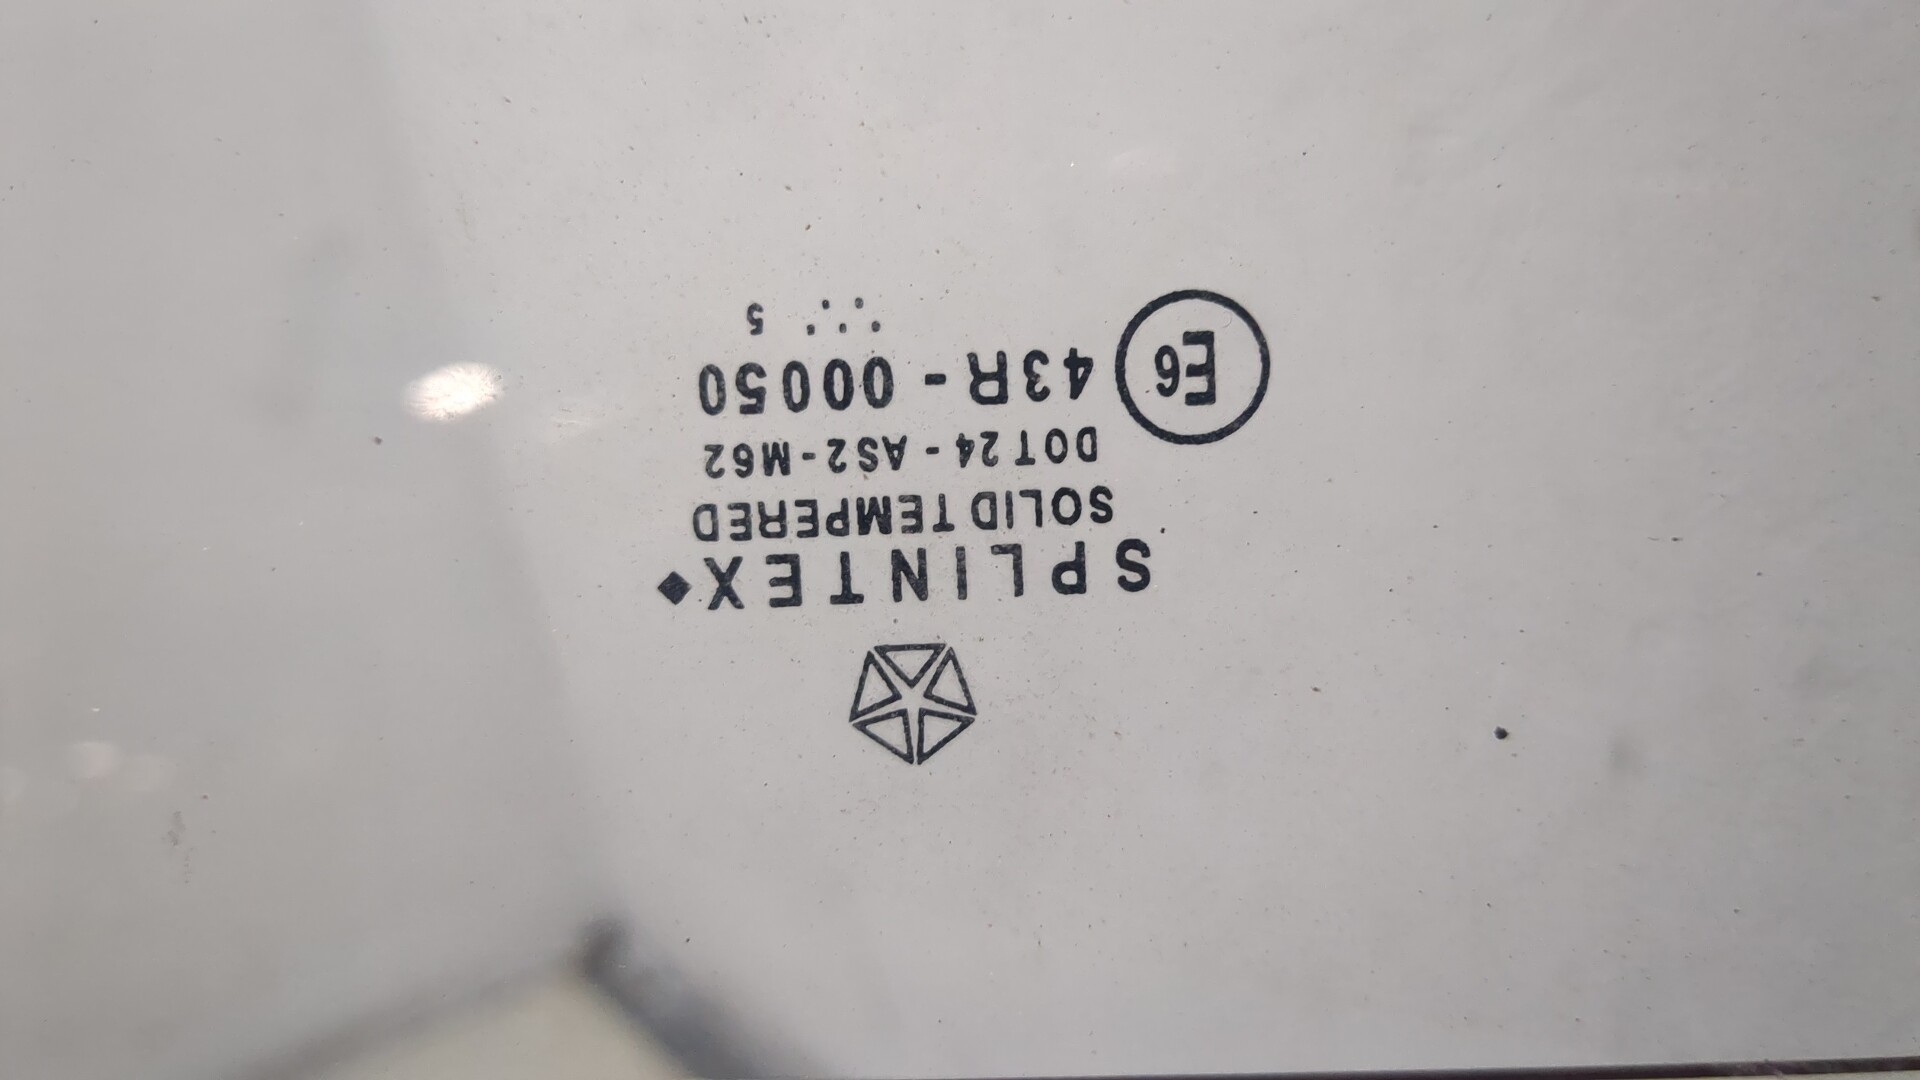 SPLINTEX
SOLID TEMPERED
DOT24 - AS2 - M62
E6 43R - 00050
5